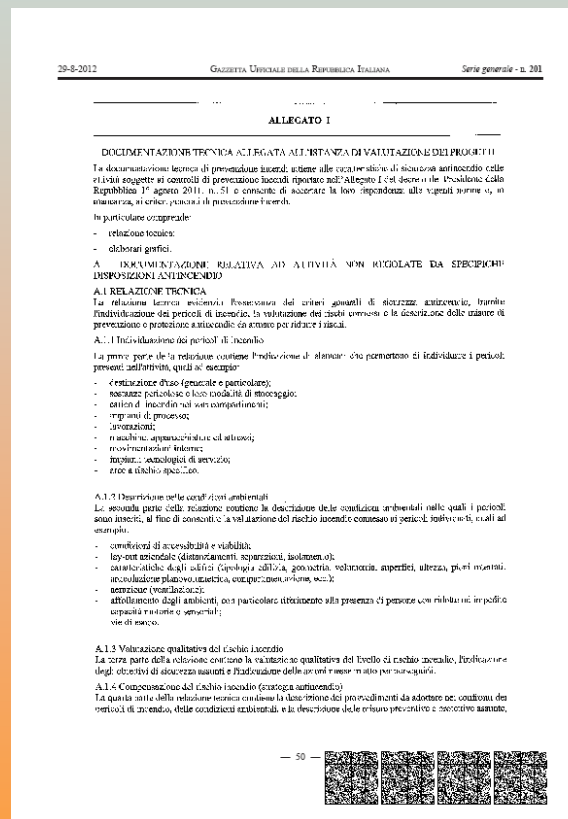 29-8-2012 GAZZETTA UFFICIALE DELLA REPUBBLICA ITALIANA Serie generale - n. 201
ALLEGATO I
DOCUMENTAZIONE TECNICA ALLEGATA ALL'ISTANZA DI VALUTAZIONE DEI PROGETTI
La documentazione tecnica di prevenzione incendi attiene alle caratteristiche di sicurezza antincendio delle
attività soggette ai controlli di prevenzione incendi riportate nell'Allegato I del decreto del Presidente della
Repubblica 1° agosto 2011, n.151 e consente di accertare la loro rispondenza alle vigenti norme o, in
mancanza, ai criteri generali di prevenzione incendi.
In particolare comprende:
- relazione tecnica;
- elaborati grafici.
A DOCUMENTAZIONE RELATIVA AD ATTIVITÀ NON REGOLATE DA SPECIFICHE
DISPOSIZIONI ANTINCENDIO
A.1 RELAZIONE TECNICA
La relazione tecnica evidenzia l'osservanza dei criteri generali di sicurezza antincendio, tramite
l'individuazione dei pericoli di incendio, la valutazione dei rischi connessi e la descrizione delle misure di
prevenzione e protezione antincendio da attuare per ridurre i rischi.
A.1.1 Individuazione dei pericoli di incendio
La prima parte della relazione contiene l'indicazione di elementi che permettono di individuare i pericoli
presenti nell'attività, quali ad esempio:
- destinazione d'uso (generale e particolare);
- sostanze pericolose e loro modalità di stoccaggio;
- carico di incendio nei vari compartimenti;
- impianti di processo;
- lavorazioni;
- macchine, apparecchiature ed attrezzi;
- movimentazioni interne;
- impianti tecnologici di servizio;
- aree a rischio specifico.
A.1.2 Descrizione delle condizioni ambientali
La seconda parte della relazione contiene la descrizione delle condizioni ambientali nelle quali i pericoli
sono inseriti, al fine di consentire la valutazione del rischio incendio connesso ai pericoli individuati, quali ad
esempio:
- condizioni di accessibilità e viabilità;
- lay-out aziendale (distanziamenti, separazioni, isolamento);
- caratteristiche degli edifici (tipologia edilizia, geometria, volumetria, superfici, altezza, piani interrati,
articolazione planovolumetrica, compartimentazione, ecc.);
- aerazione (ventilazione);
- affollamento degli ambienti, con particolare riferimento alla presenza di persone con ridotte od impedite
capacità motorie o sensoriali;
vie di esodo.
A.1.3 Valutazione qualitativa del rischio incendio
La terza parte della relazione contiene la valutazione qualitativa del livello di rischio incendio, l'indicazione
degli obiettivi di sicurezza assunti e l'indicazione delle azioni messe in atto per perseguirli.
A.1.4 Compensazione del rischio incendio (strategia antincendio)
La quarta parte della relazione tecnica contiene la descrizione dei provvedimenti da adottare nei confronti dei
pericoli di incendio, delle condizioni ambientali, e la descrizione delle misure preventive e protettive assunte,
— 50 —